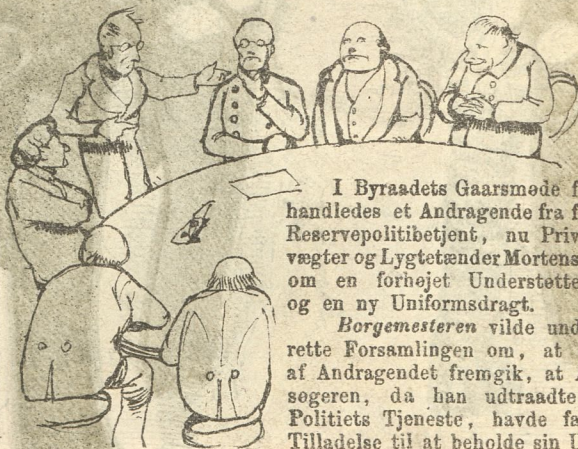 I Byraadets Gaarsmøde f
handledes et Andragende fra f
Reservepolitibetjent, nu Priv
vægter og Lygtetænder Mortens
om en forhøjet Understøtte
og en ny Uniformsdragt.
Borgemesteren vilde und
rette Forsamlingen om, at
af Andragendet fremgik, at A
søgeren, da han udtraadte
Politiets Tjeneste, havde fa
Tilladelse til at beholde sin U